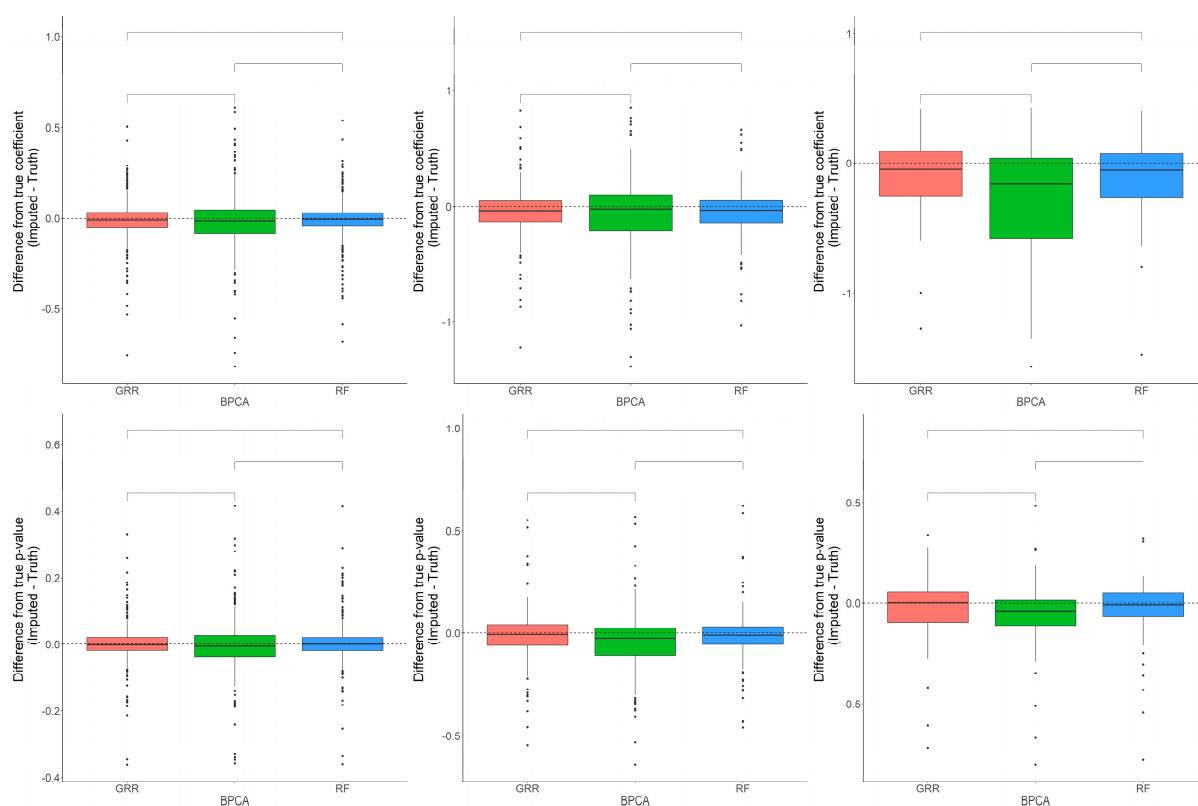 Difference from true coefficient
(Imputed - Truth)
1.0
0.5
0.0
-0.5
GRR
BPCA
RF
Difference from true coefficient
(Imputed - Truth)
1
0
-1
GRR
BPCA
RF
Difference from true coefficient
(Imputed - Truth)
1
0
-1
GRR
BPCA
RF
Difference from true p-value
(Imputed - Truth)
0.6
0.4
0.2
0.0
-0.2
-0.4
GRR
BPCA
RF
Difference from true p-value
(Imputed - Truth)
1.0
0.5
0.0
-0.5
GRR
BPCA
RF
Difference from true p-value
(Imputed - Truth)
0.5
0.0
-0.5
GRR
BPCA
RF